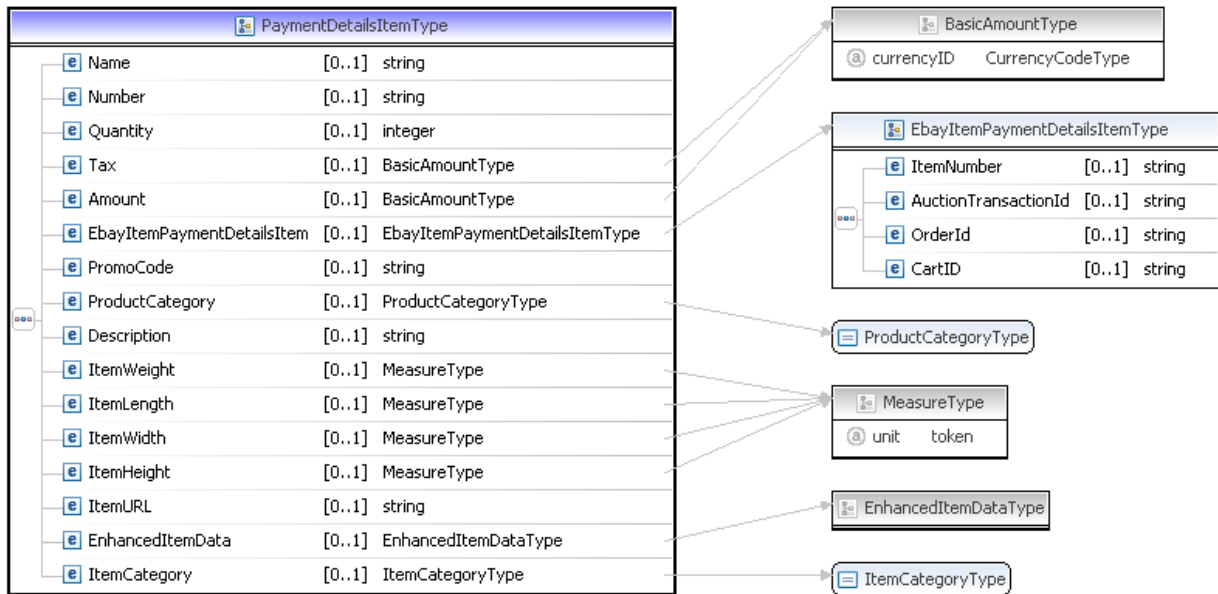 PaymentDetailsItemType
e Name [0..1] string
e Number [0..1] string
e Quantity [0..1] integer
e Tax [0..1] BasicAmountType
e Amount [0..1] BasicAmountType
e EbayItemPaymentDetailsItem [0..1] EbayItemPaymentDetailsItemType
e PromoCode [0..1] string
e ProductCategory [0..1] ProductCategoryType
e Description [0..1] string
e ItemWeight [0..1] MeasureType
e ItemLength [0..1] MeasureType
e ItemWidth [0..1] MeasureType
e ItemHeight [0..1] MeasureType
e ItemURL [0..1] string
e EnhancedItemData [0..1] EnhancedItemDataType
e ItemCategory [0..1] ItemCategoryType
BasicAmountType
a currencyID CurrencyCodeType
EbayItemPaymentDetailsItemType
e ItemNumber [0..1] string
e AuctionTransactionId [0..1] string
e OrderId [0..1] string
e CartID [0..1] string
ProductCategoryType
MeasureType
a unit token
EnhancedItemDataType
ItemCategoryType